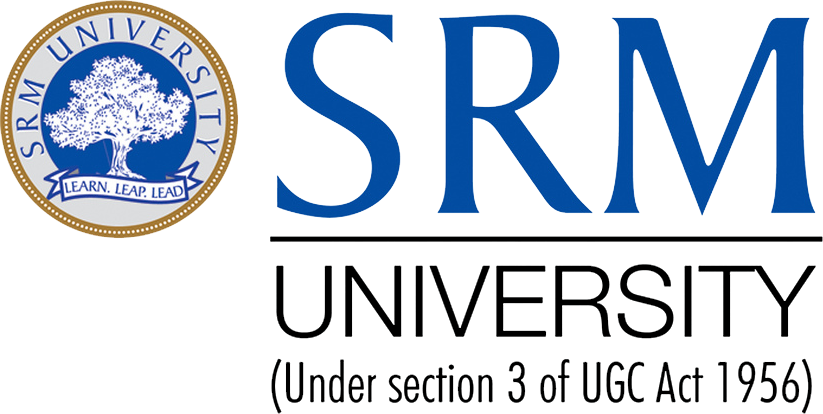 SRM UNIVERSITY
LEARN. LEAP. LEAD
SRM
UNIVERSITY
(Under section 3 of UGC Act 1956)